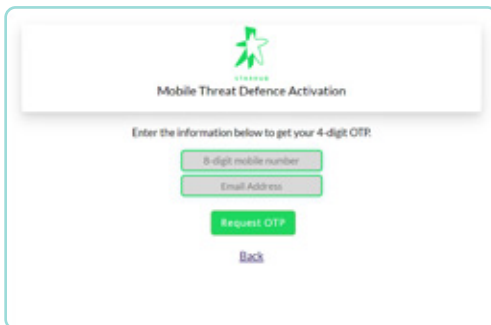 STARHUB
Mobile Threat Defence Activation
Enter the information below to get your 4-digit OTP.
8-digit mobile number
Email Address
Request OTP
Back